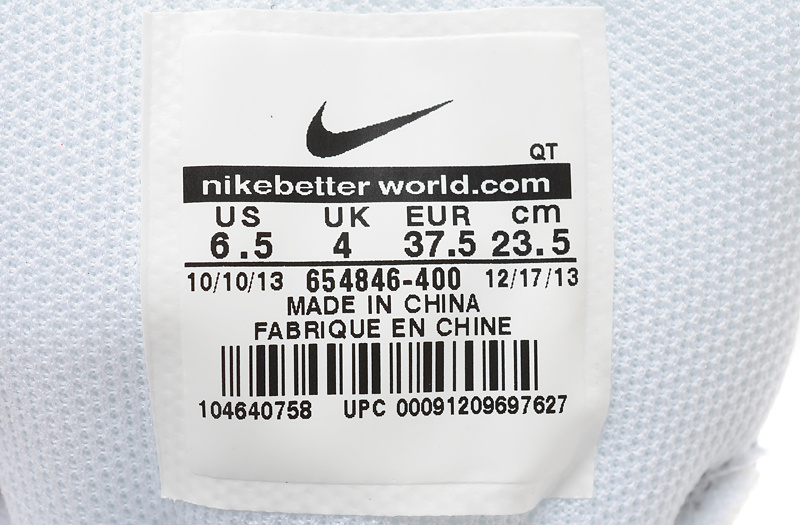 QT
nikebetter world.com
US UK EUR cm
6.5 4 37.5 23.5
10/10/13 654846-400 12/17/13
MADE IN CHINA
FABRIQUE EN CHINE
104640758 UPC 00091209697627